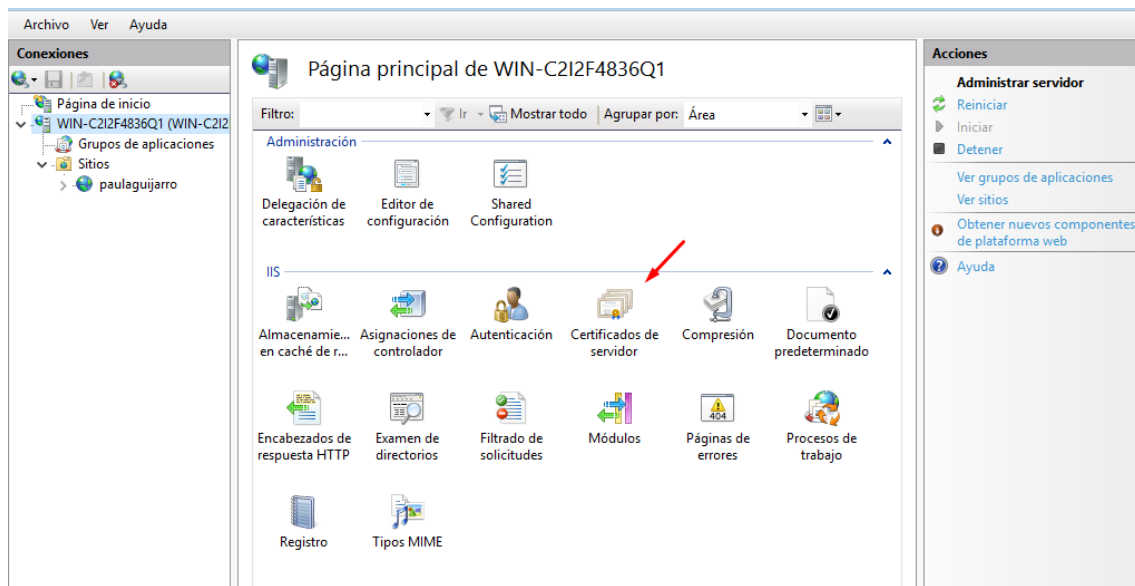 Archivo Ver Ayuda
Conexiones
Página de inicio
WIN-C2I2F4836Q1 (WIN-C2I2
Grupos de aplicaciones
Sitios
paulaguijarro
Página principal de WIN-C2I2F4836Q1
Filtro: Ir Mostrar todo Agrupar por: Área
Administración
Delegación de características
Editor de configuración
Shared Configuration
IIS
Almacenamie... en caché de r...
Asignaciones de controlador
Autenticación
Certificados de servidor
Compresión
Documento predeterminado
Encabezados de respuesta HTTP
Examen de directorios
Filtrado de solicitudes
Módulos
404
Páginas de errores
Procesos de trabajo
Registro
Tipos MIME
Acciones
Administrar servidor
Reiniciar
Iniciar
Detener
Ver grupos de aplicaciones
Ver sitios
Obtener nuevos componentes
de plataforma web
Ayuda